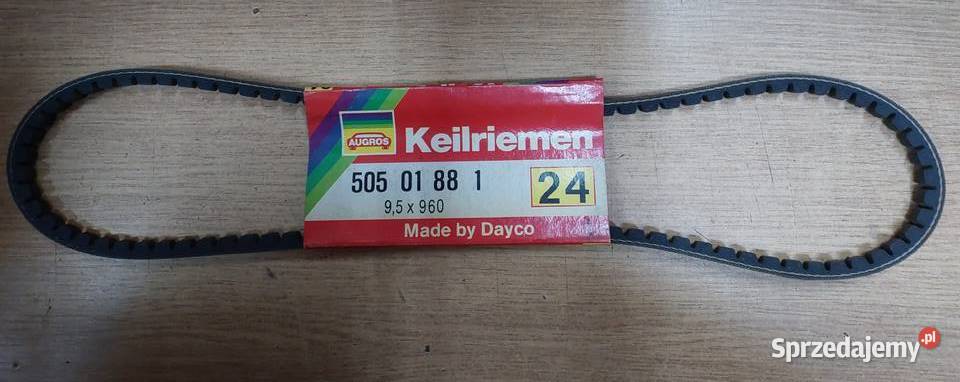 AUGROS
Keilriemen
505 01 88 1
24
9,5 x 960
Made by Dayco
Sprzedajemy.pl